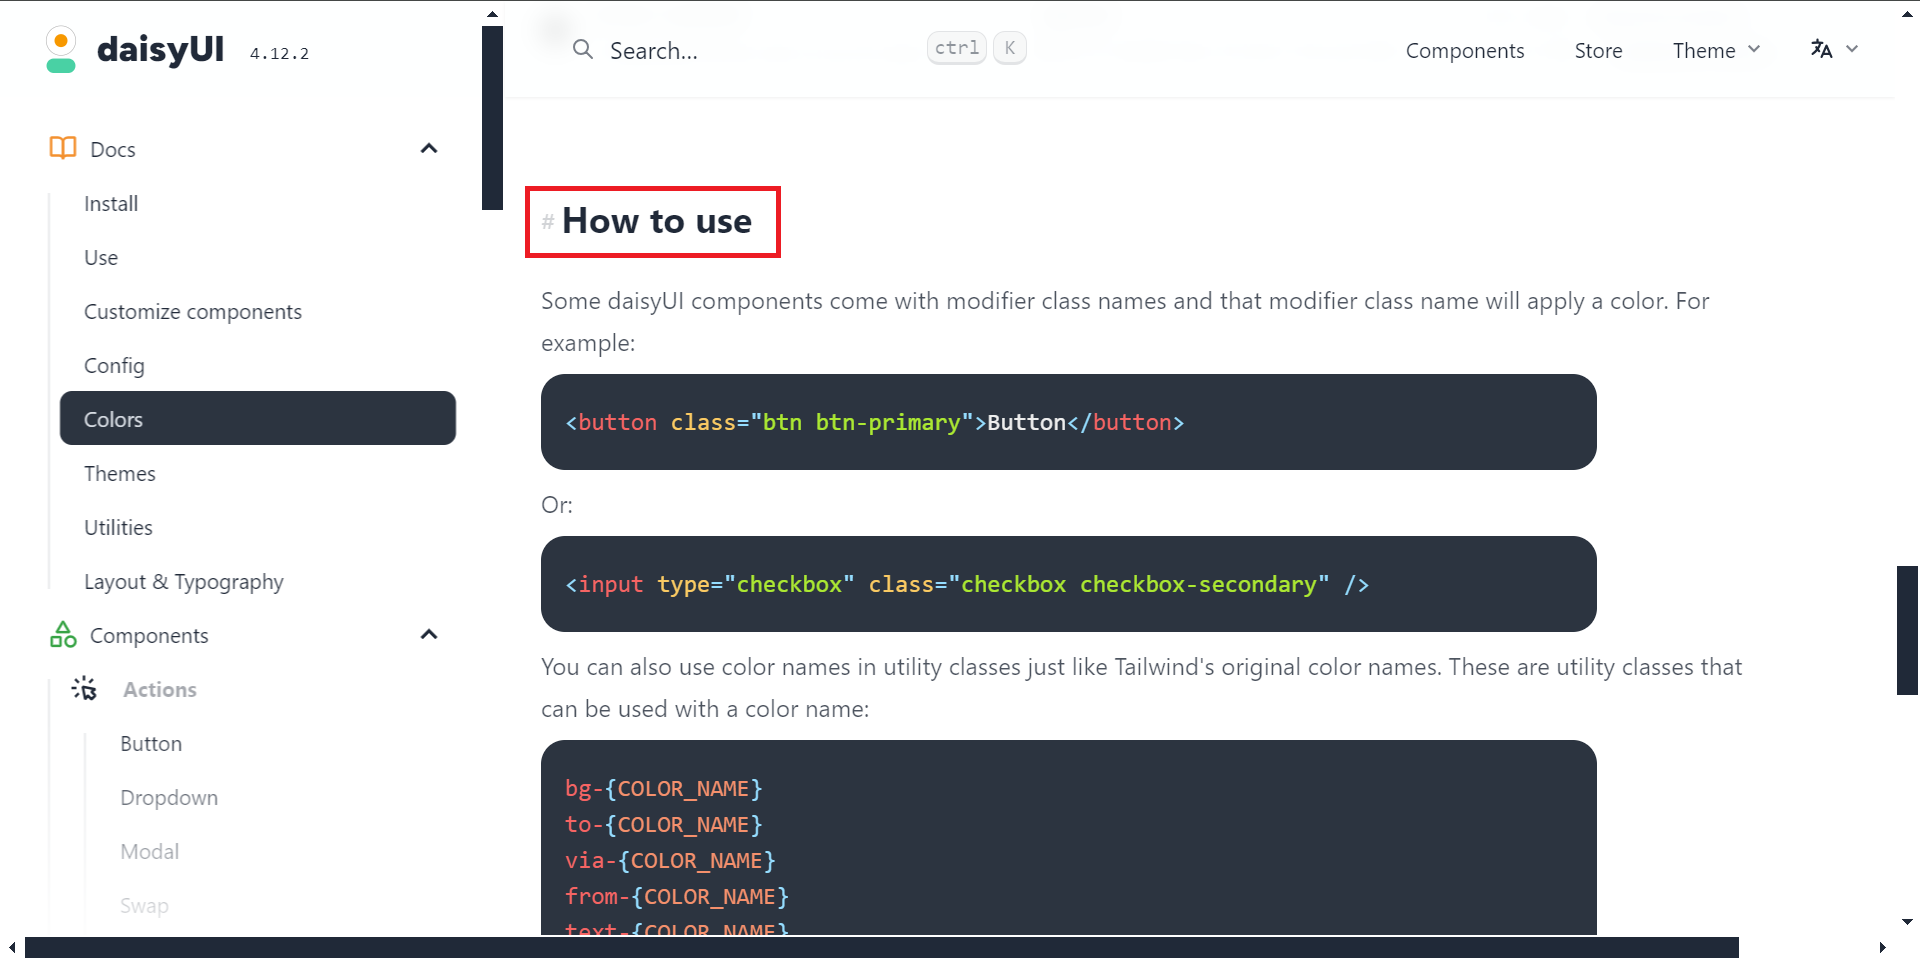 daisyUI 4.12.2
Search...
ctrl K
Components
Store
Theme
Docs
Install
Use
Customize components
Config
Colors
Themes
Utilities
Layout & Typography
Components
Actions
Button
Dropdown
Modal
Swap
# How to use
Some daisyUI components come with modifier class names and that modifier class name will apply a color. For
example:
<button class="btn btn-primary">Button</button>
Or:
<input type="checkbox" class="checkbox checkbox-secondary" />
You can also use color names in utility classes just like Tailwind's original color names. These are utility classes that
can be used with a color name:
bg-{COLOR_NAME}
to-{COLOR_NAME}
via-{COLOR_NAME}
from-{COLOR_NAME}
text-{COLOR_NAME}